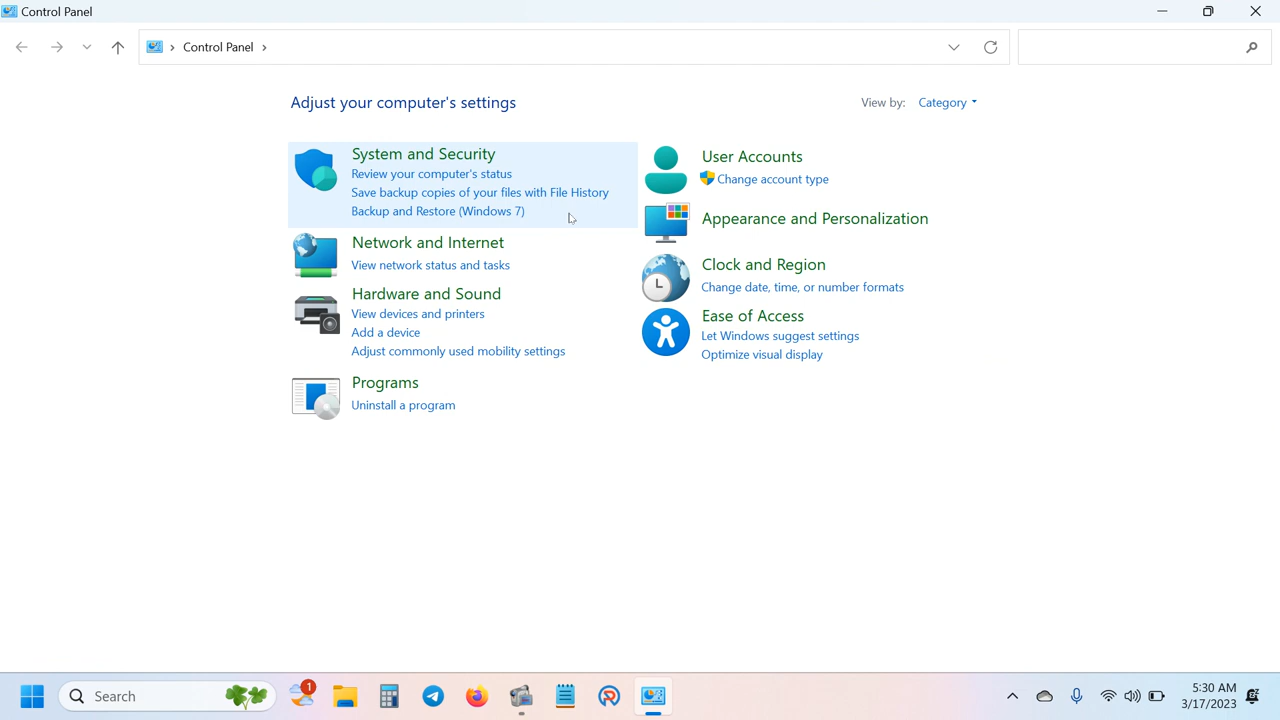 Control Panel
Control Panel
Adjust your computer's settings
View by: Category
System and Security
Review your computer's status
Save backup copies of your files with File History
Backup and Restore (Windows 7)
Network and Internet
View network status and tasks
Hardware and Sound
View devices and printers
Add a device
Adjust commonly used mobility settings
Programs
Uninstall a program
User Accounts
Change account type
Appearance and Personalization
Clock and Region
Change date, time, or number formats
Ease of Access
Let Windows suggest settings
Optimize visual display
Search
1
5:30 AM
3/17/2023